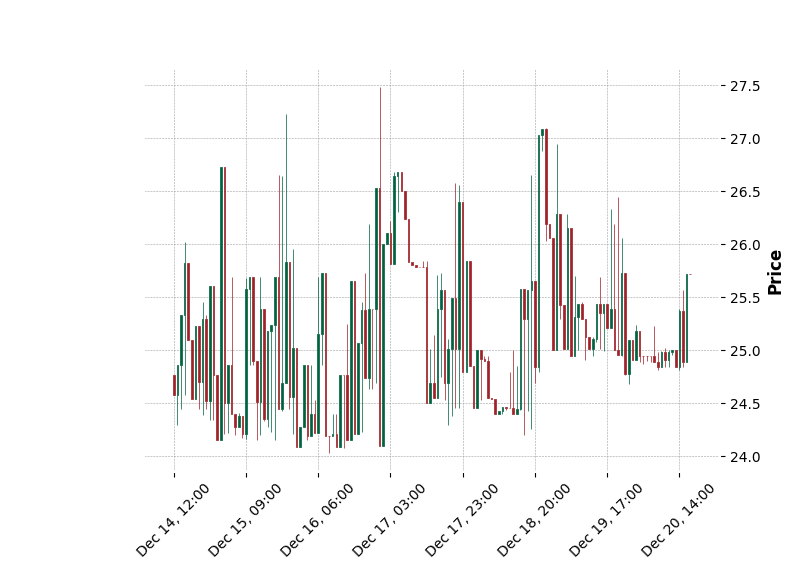 27.5
27.0
26.5
26.0
25.5
25.0
24.5
24.0
Price
Dec 14, 12:00
Dec 15, 09:00
Dec 16, 06:00
Dec 17, 03:00
Dec 17, 23:00
Dec 18, 20:00
Dec 19, 17:00
Dec 20, 14:00